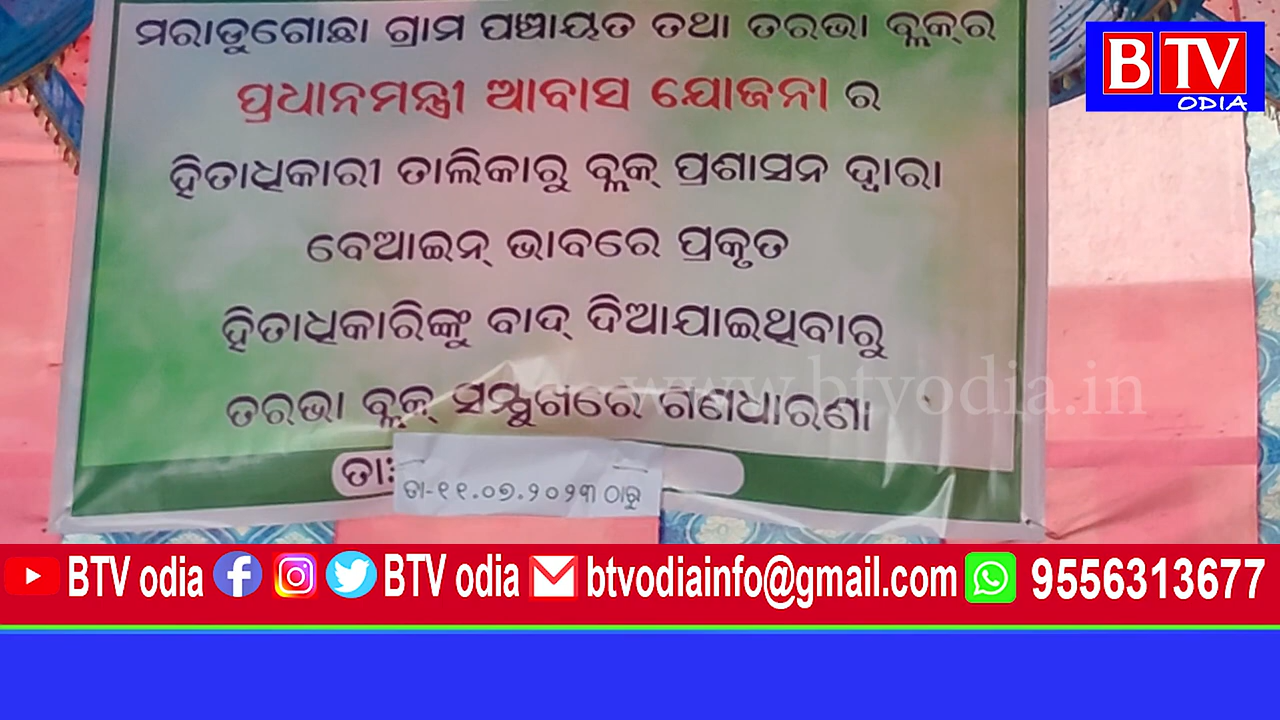 ମରାଡୁଗୋଛା ଗ୍ରାମ ପଞ୍ଚାୟତ ତଥା ତରଭା ବ୍ଲକ୍‌ର
BTV
ODIA
ପ୍ରଧାନମନ୍ତ୍ରୀ ଆବାସ ଯୋଜନା ର
ହିତାଧିକାରୀ ତାଲିକାରୁ ବ୍ଲକ୍ ପ୍ରଶାସନ ଦ୍ୱାରା
ବେଆଇନ୍ ଭାବରେ ପ୍ରକୃତ
ହିତାଧିକାରିଙ୍କୁ ବାଦ୍ ଦିଆଯାଇଥିବାରୁ
ତରଭା ବ୍ଲକ୍ ସମ୍ମୁଖରେ ଗଣଧାରଣା
www.btvodia.in
ତାଃ
ତା-୧୧.୦୭.୨୦୨୩ ଠାରୁ
BTV odia BTV odia btvodiainfo@gmail.com 9556313677